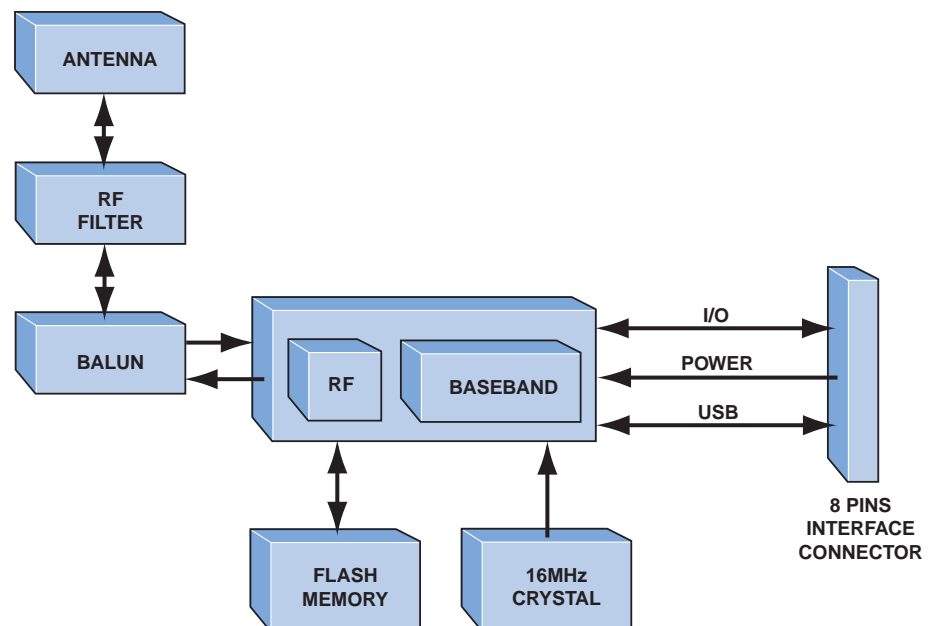 ANTENNA
RF
FILTER
BALUN
RF
BASEBAND
I/O
POWER
USB
8 PINS
INTERFACE
CONNECTOR
FLASH
MEMORY
16MHz
CRYSTAL